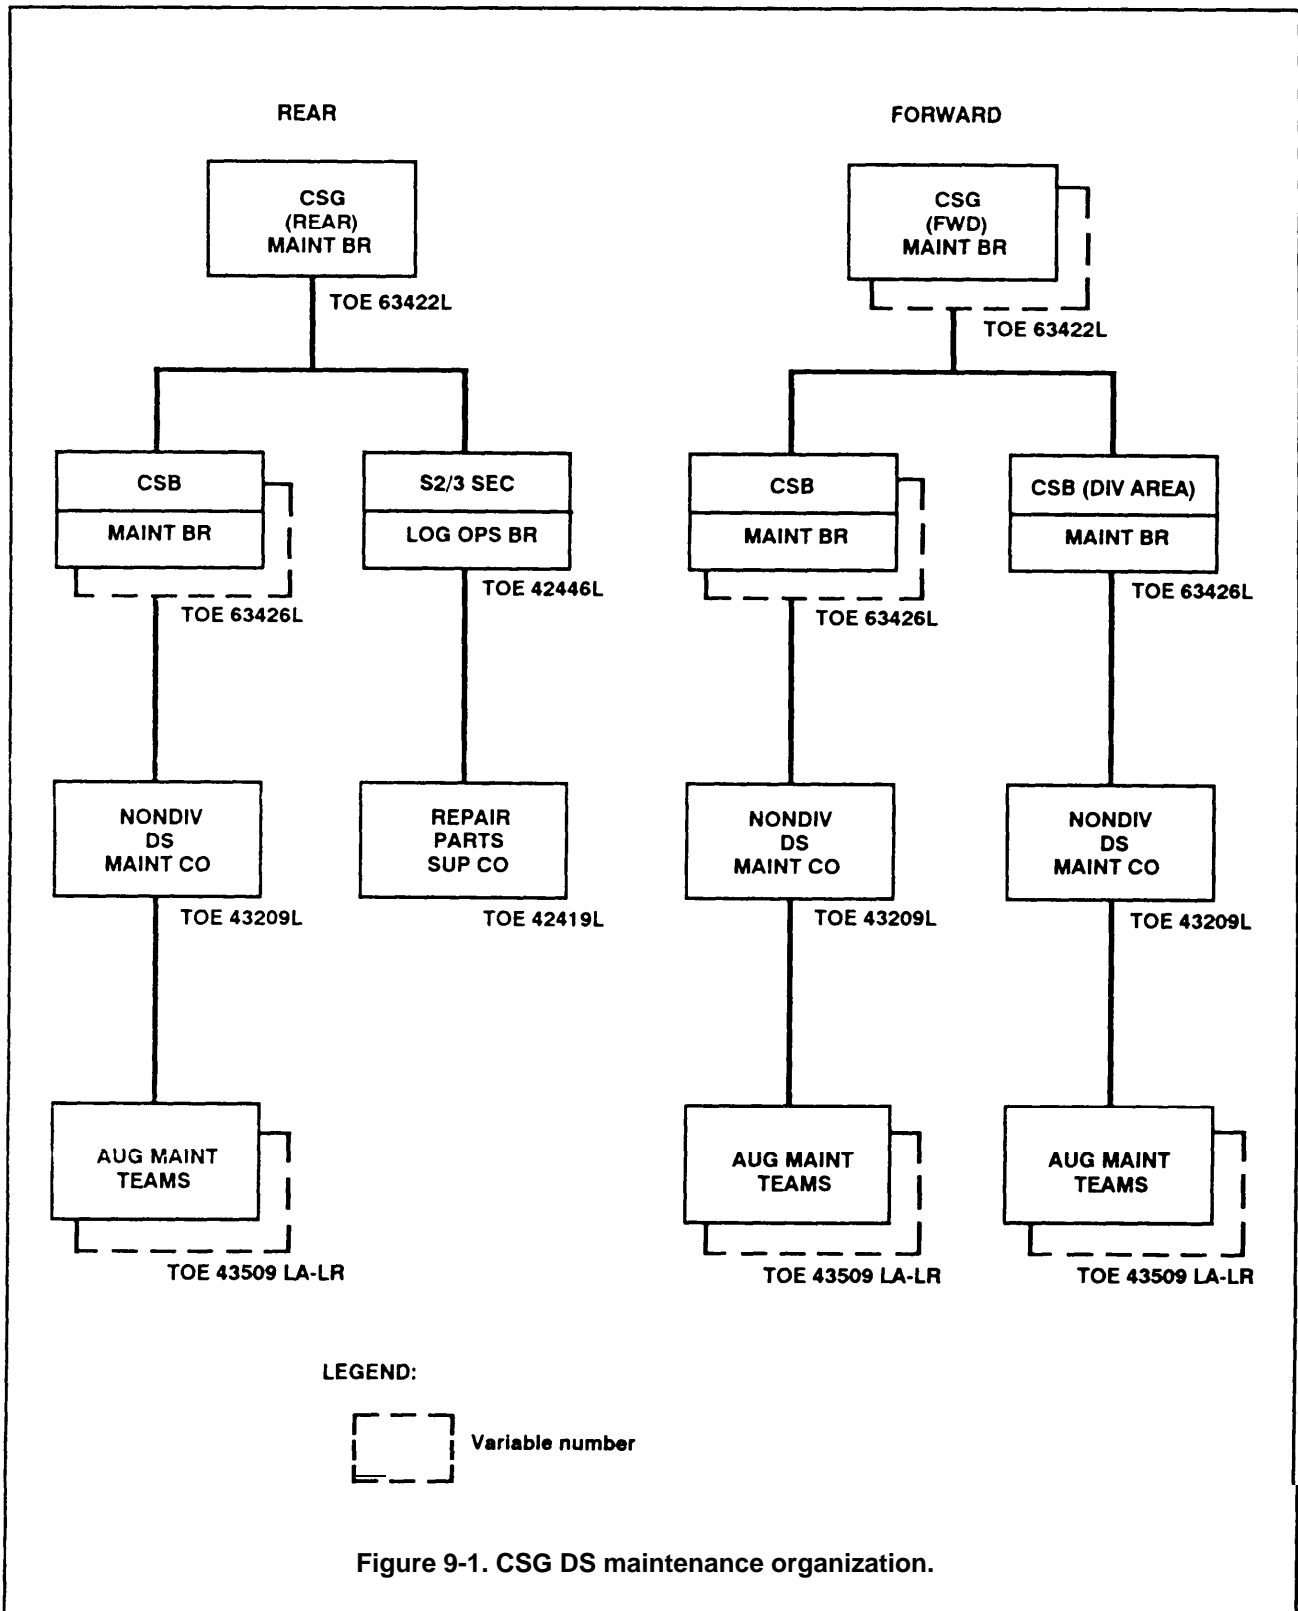 REAR
FORWARD
CSG
(REAR)
MAINT BR
TOE 63422L
CSG
(FWD)
MAINT BR
TOE 63422L
CSB
MAINT BR
TOE 63426L
S2/3 SEC
LOG OPS BR
TOE 42446L
CSB
MAINT BR
TOE 63426L
CSB (DIV AREA)
MAINT BR
TOE 63426L
NONDIV
DS
MAINT CO
TOE 43209L
REPAIR
PARTS
SUP CO
TOE 42419L
NONDIV
DS
MAINT CO
TOE 43209L
NONDIV
DS
MAINT CO
TOE 43209L
AUG MAINT
TEAMS
TOE 43509 LA-LR
AUG MAINT
TEAMS
TOE 43509 LA-LR
AUG MAINT
TEAMS
TOE 43509 LA-LR
LEGEND:
Variable number
Figure 9-1. CSG DS maintenance organization.